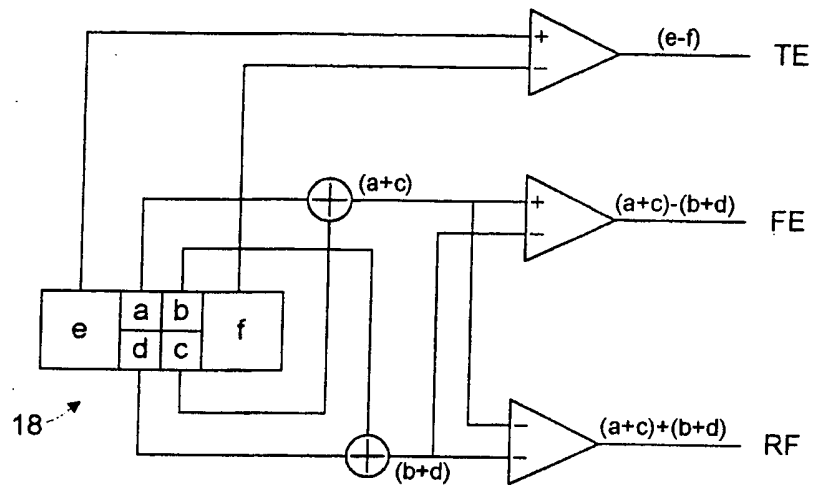 + (e-f) TE
−
(a+c)
+ (a+c)-(b+d) FE
−
e a b f
d c
18
− (a+c)+(b+d) RF
−
(b+d)